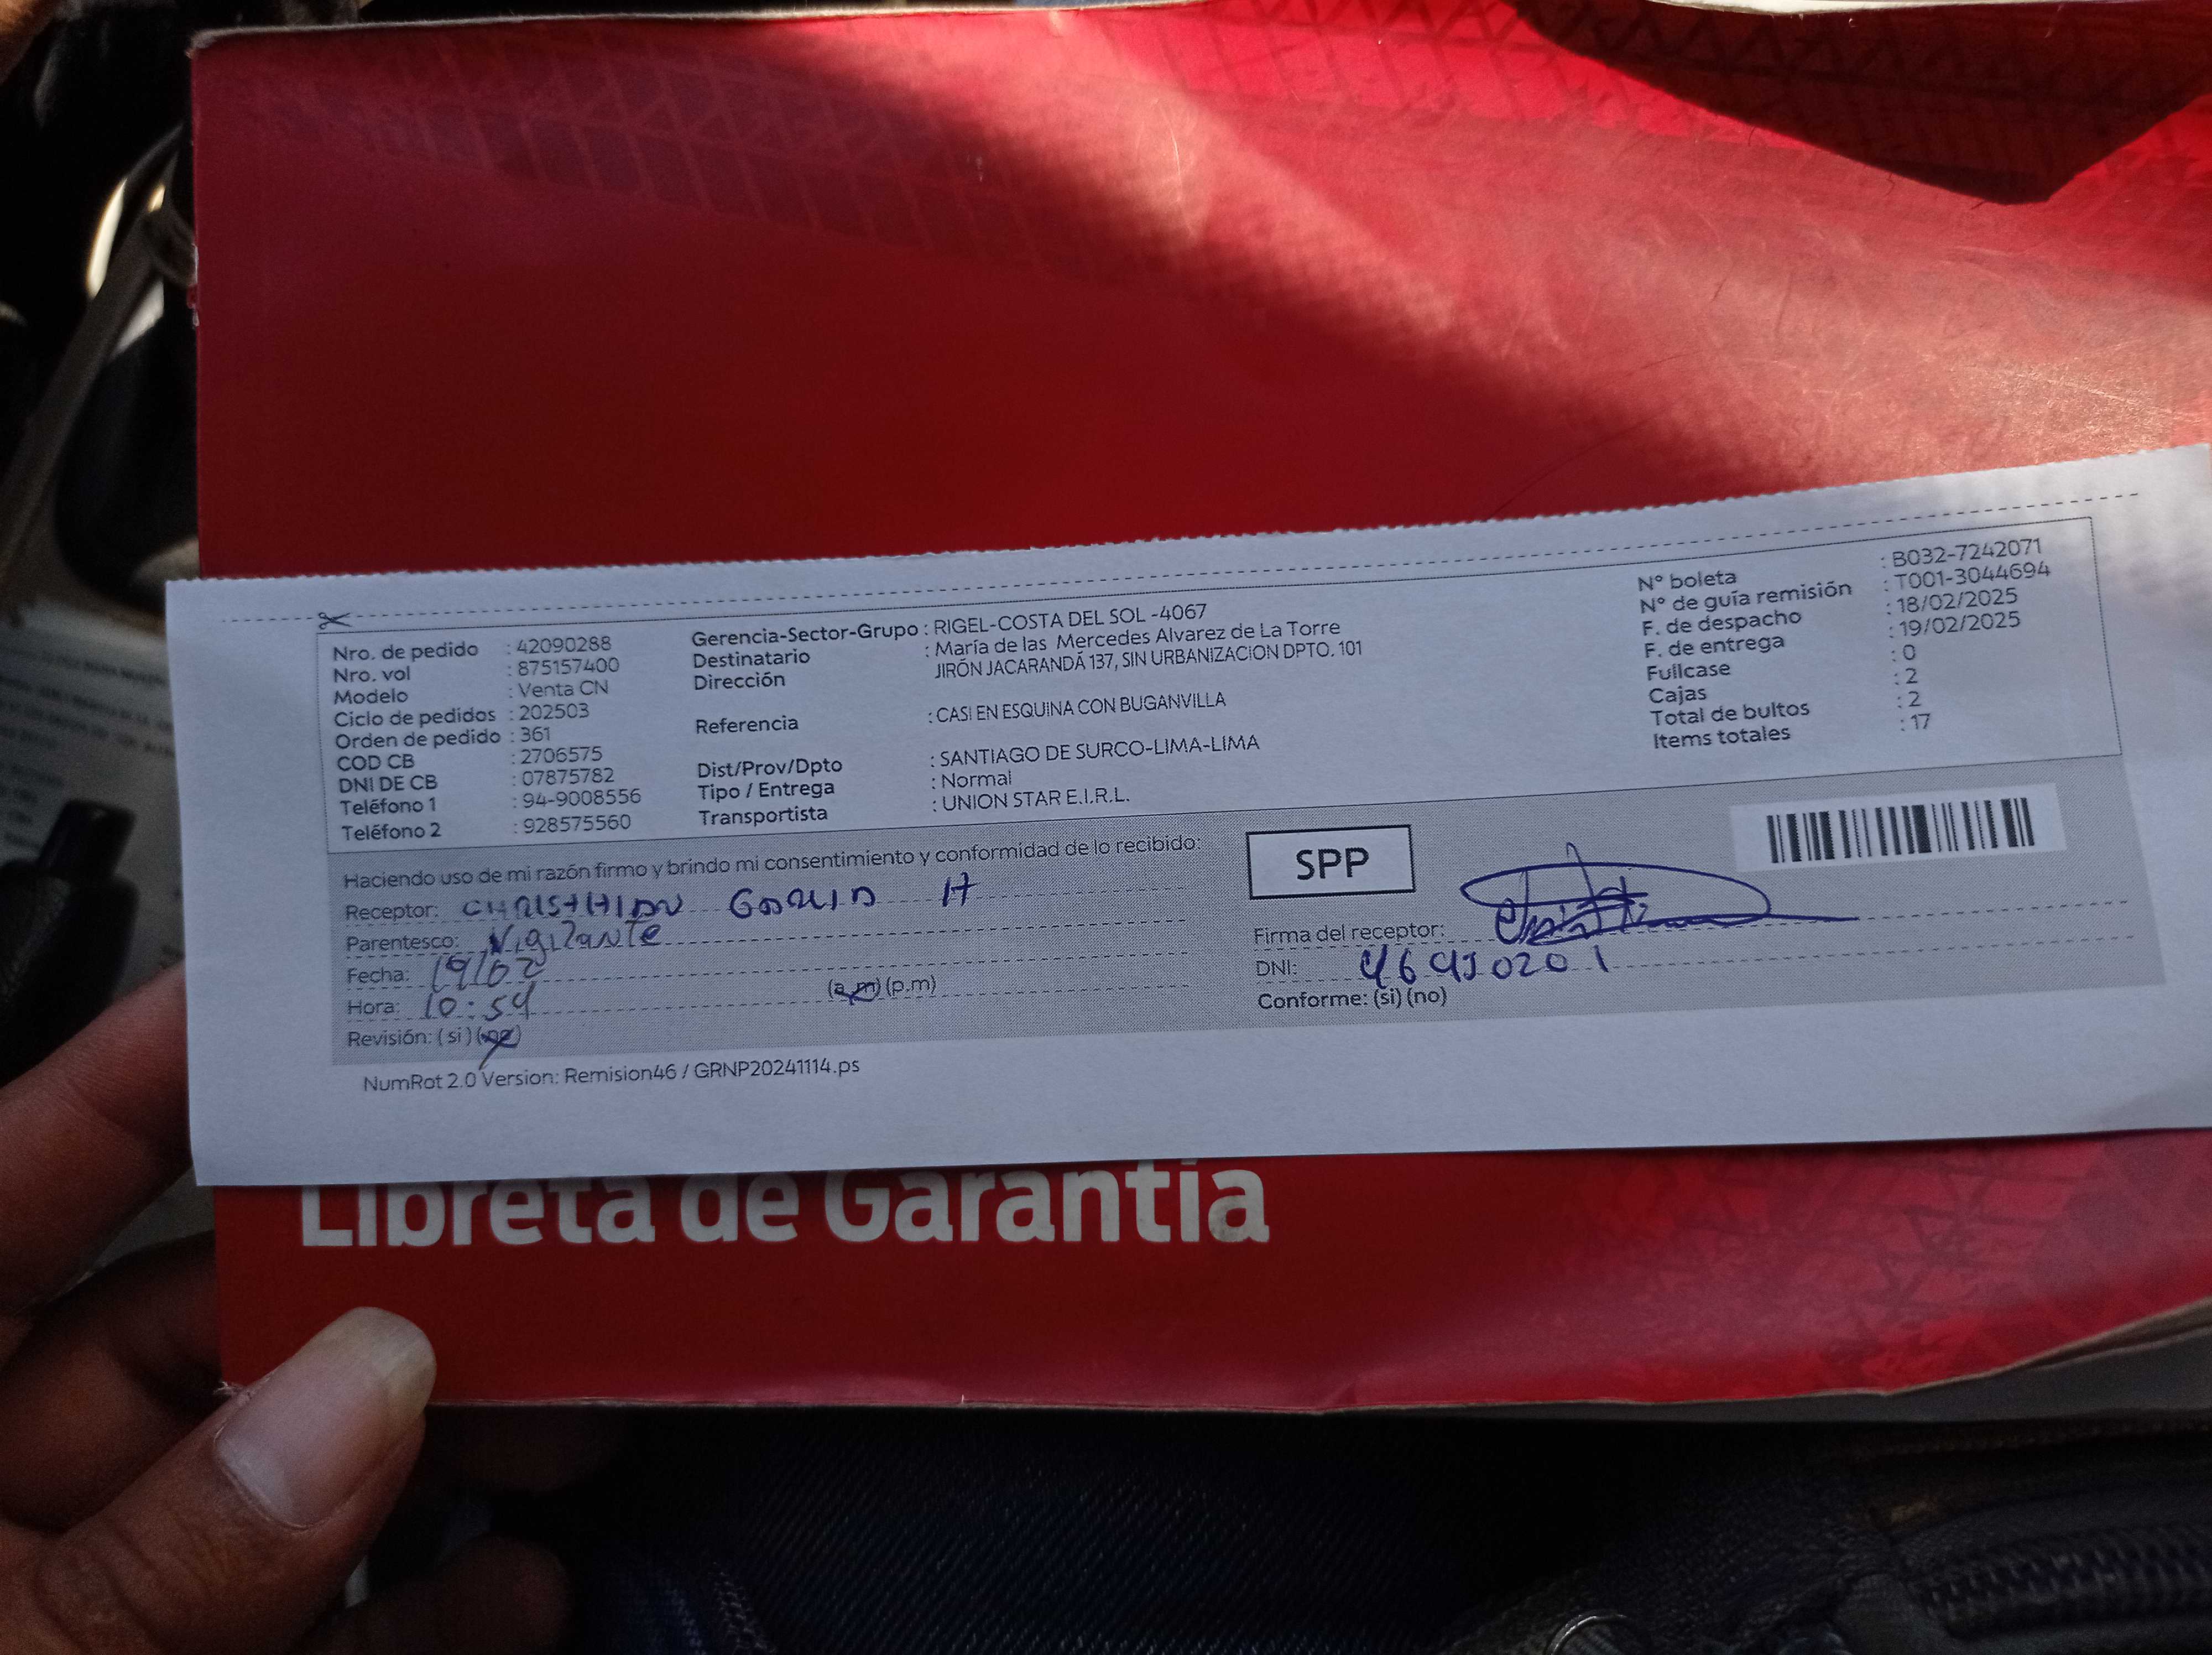 Nro. de pedido : 42090288
Nro. vol : 875157400
Modelo : Venta CN
Ciclo de pedidos : 202503
Orden de pedido : 361
COD CB : 2706575
DNI DE CB : 07875782
Teléfono 1 : 94-9008556
Teléfono 2 : 928575560
Gerencia-Sector-Grupo : RIGEL-COSTA DEL SOL -4067
Destinatario : María de las Mercedes Alvarez de La Torre
Dirección JIRÓN JACARANDÁ 137, SIN URBANIZACION DPTO. 101
Referencia : CASI EN ESQUINA CON BUGANVILLA
Dist/Prov/Dpto : SANTIAGO DE SURCO-LIMA-LIMA
Tipo / Entrega : Normal
Transportista : UNION STAR E.I.R.L.
N° boleta : B032-7242071
N° de guía remisión : T001-3044694
F. de despacho : 18/02/2025
F. de entrega : 19/02/2025
Fullcase : 0
Cajas : 2
Total de bultos : 2
Items totales : 17
Haciendo uso de mi razón firmo y brindo mi consentimiento y conformidad de lo recibido:
SPP
Receptor: H
Parentesco: Vigilante
Fecha: 19/02
Hora: 10:54 (a.m) (p.m)
Revisión: (si) (no)
Firma del receptor:
DNI:
Conforme: (si) (no)
NumRot 2.0 Version: Remision46 / GRNP20241114.ps
Libreta de Garantía